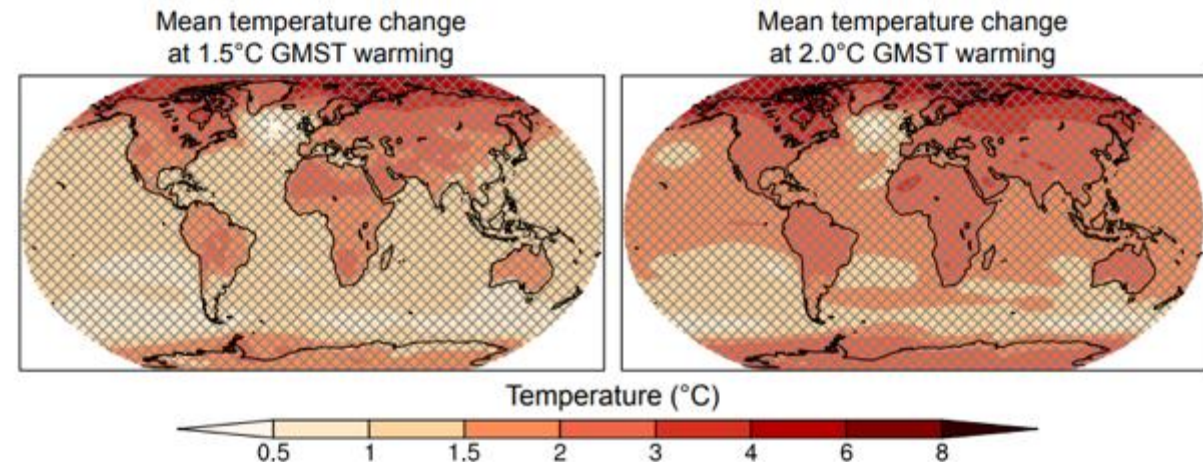 Mean temperature change
at 1.5°C GMST warming
Mean temperature change
at 2.0°C GMST warming
Temperature (°C)
0.5 1 1.5 2 3 4 6 8